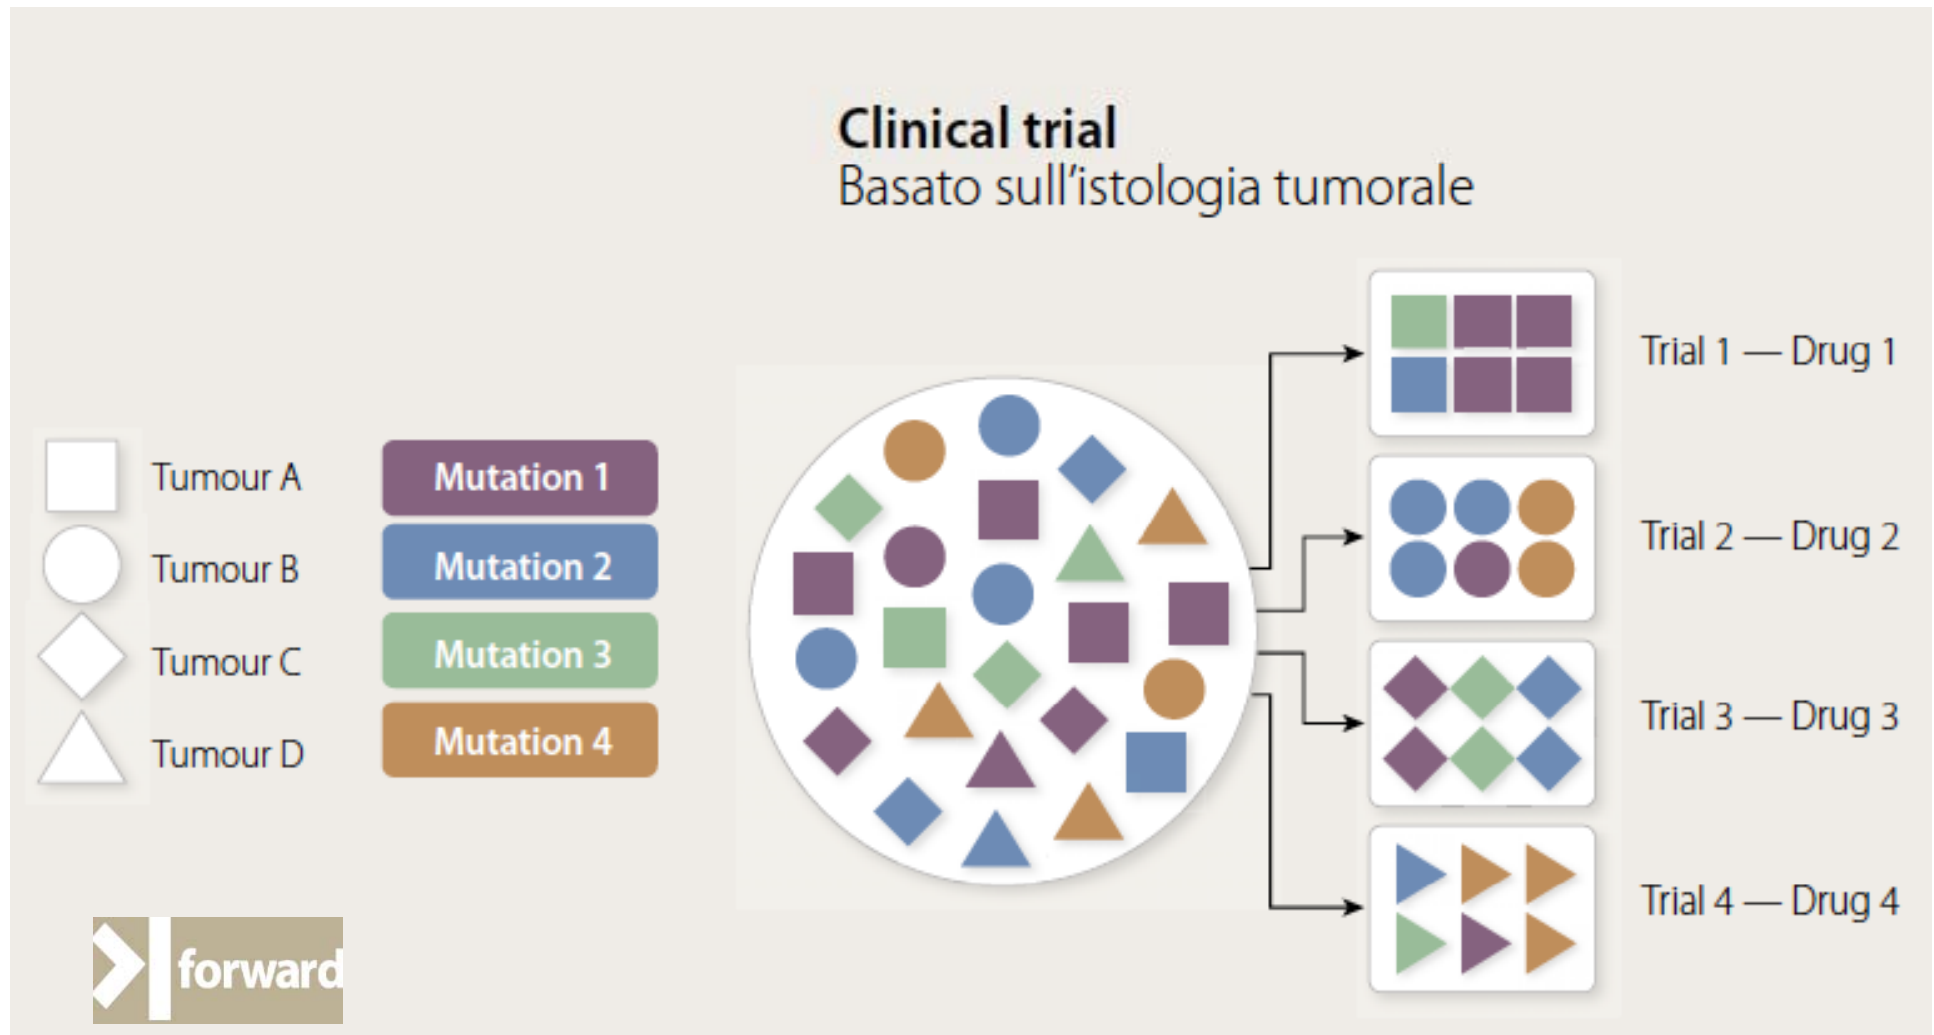 Clinical trial
Basato sull'istologia tumorale
Tumour A
Tumour B
Tumour C
Tumour D
Mutation 1
Mutation 2
Mutation 3
Mutation 4
Trial 1 — Drug 1
Trial 2 — Drug 2
Trial 3 — Drug 3
Trial 4 — Drug 4
forward